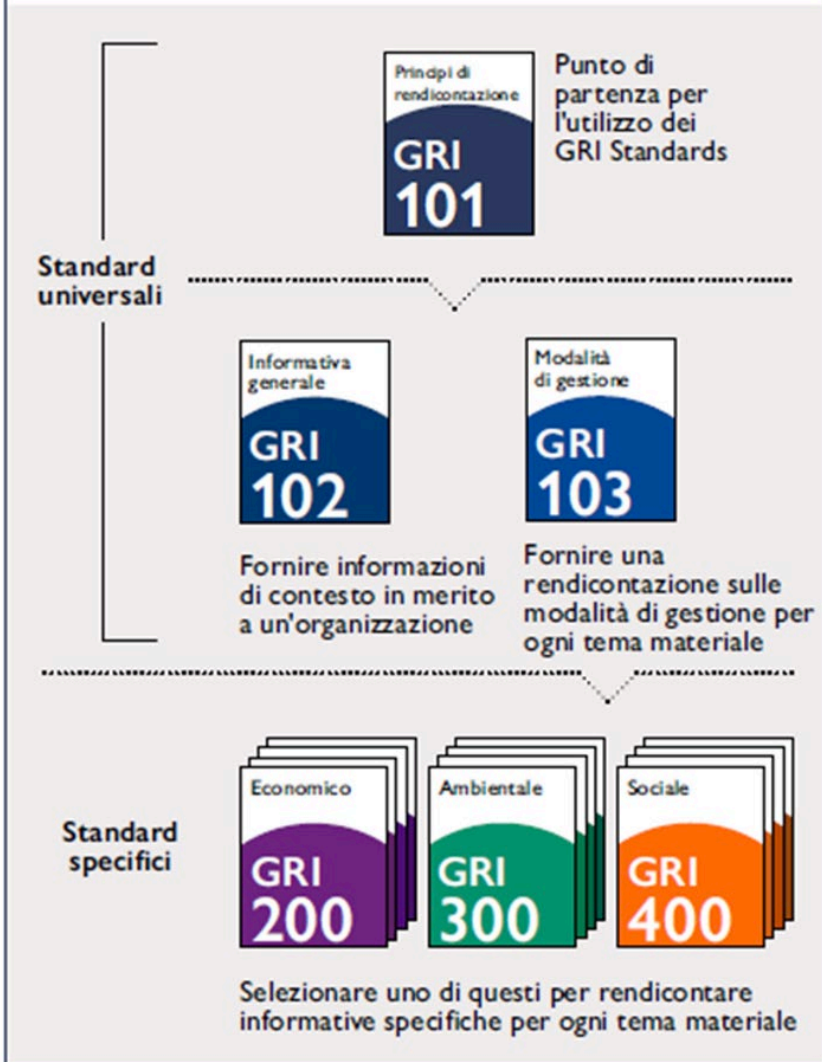 Principi di
rendicontazione
GRI
101
Punto di
partenza per
l'utilizzo dei
GRI Standards
Standard
universali
Informativa
generale
GRI
102
Modalità
di gestione
GRI
103
Fornire informazioni
di contesto in merito
a un'organizzazione
Fornire una
rendicontazione sulle
modalità di gestione per
ogni tema materiale
Standard
specifici
Economico
GRI
200
Ambientale
GRI
300
Sociale
GRI
400
Selezionare uno di questi per rendicontare
informative specifiche per ogni tema materiale